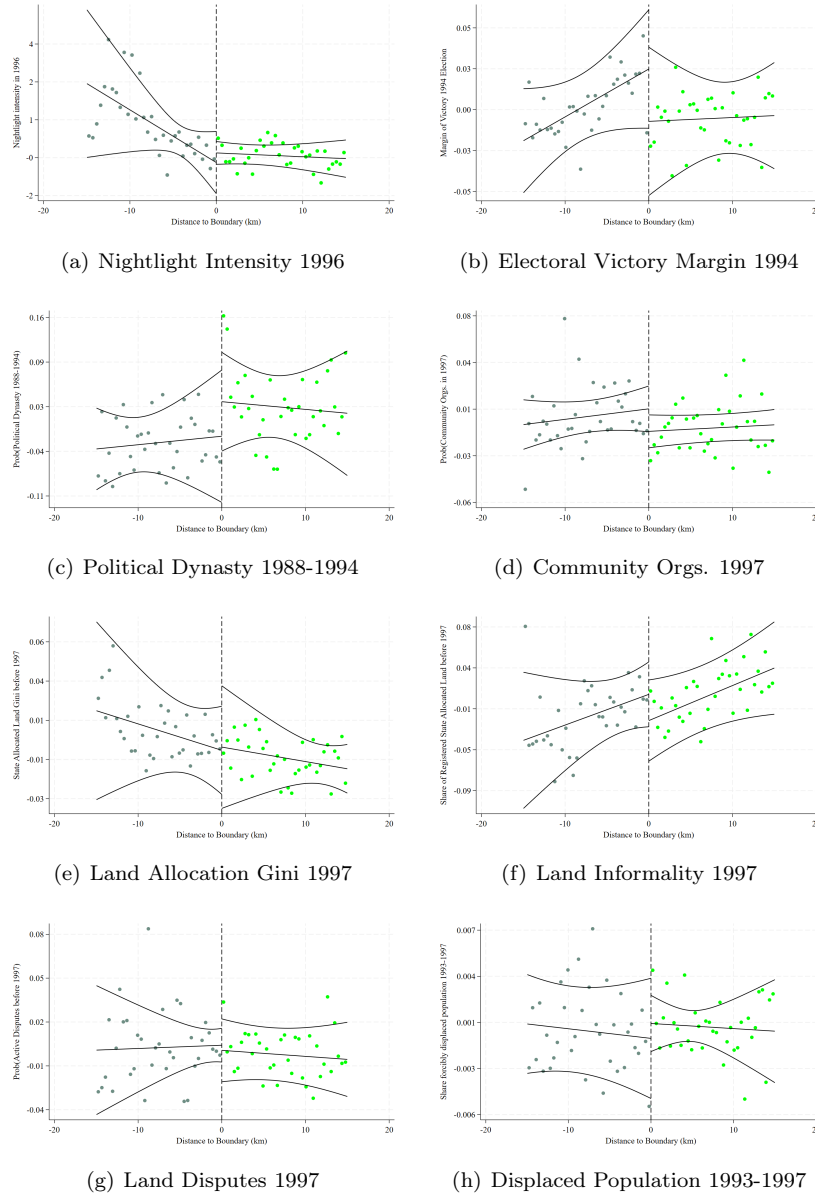 Nightlight intensity in 1996
4
2
1
-0
-2
-20 -10 0 10 20
Distance to Boundary (km)
(a) Nightlight Intensity 1996
Margin of Victory 1994 Election
0.05
0.03
0.00
-0.03
-0.05
-20 -10 0 10 20
Distance to Boundary (km)
(b) Electoral Victory Margin 1994
Prob(Political Dynasty 1988-1994)
0.16
0.09
0.03
-0.04
-0.11
-20 -10 0 10 20
Distance to Boundary (km)
(c) Political Dynasty 1988-1994
Prob(Community Orgs. in 1997)
0.08
0.04
0.01
-0.03
-0.06
-20 -10 0 10 20
Distance to Boundary (km)
(d) Community Orgs. 1997
State Allocated Land Gini before 1997
0.06
0.03
0.01
-0.01
-0.03
-20 -10 0 10 20
Distance to Boundary (km)
(e) Land Allocation Gini 1997
Share of Registered State Allocated Land before 1997
0.08
0.04
-0.01
-0.05
-0.09
-20 -10 0 10 20
Distance to Boundary (km)
(f) Land Informality 1997
Prob(Active Disputes before 1997)
0.08
0.05
0.02
-0.01
-0.04
-20 -10 0 10 20
Distance to Boundary (km)
(g) Land Disputes 1997
Share forcibly displaced population 1993-1997
0.007
0.004
0.001
-0.003
-0.006
-20 -10 0 10 20
Distance to Boundary (km)
(h) Displaced Population 1993-1997